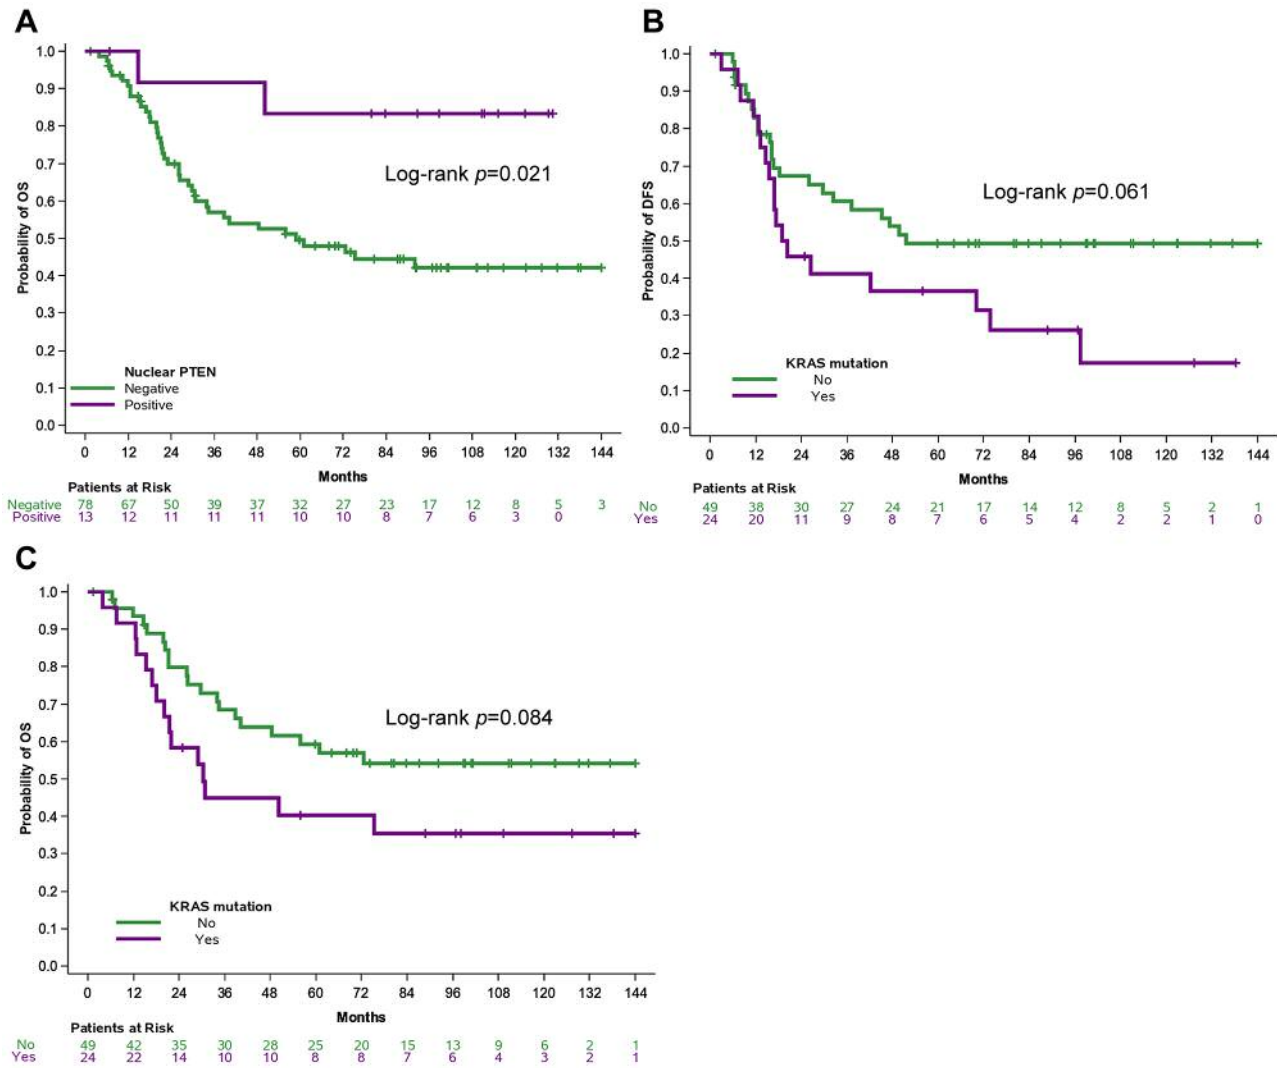 A
1.0
0.9
0.8
0.7
0.6
0.5
0.4
0.3
0.2
0.1
0.0
Probability of OS
Log-rank p=0.021
Nuclear PTEN
Negative
Positive
0 12 24 36 48 60 72 84 96 108 120 132 144
Months
Patients at Risk
Negative 78 67 50 39 37 32 27 23 17 12 8 5 3
Positive 13 12 11 11 11 10 10 8 7 6 3 0
B
1.0
0.9
0.8
0.7
0.6
0.5
0.4
0.3
0.2
0.1
0.0
Probability of DFS
Log-rank p=0.061
KRAS mutation
No
Yes
0 12 24 36 48 60 72 84 96 108 120 132 144
Months
Patients at Risk
No 49 38 30 27 24 21 17 14 12 8 5 2 1
Yes 24 20 11 9 8 7 6 5 4 2 2 1 0
C
1.0
0.9
0.8
0.7
0.6
0.5
0.4
0.3
0.2
0.1
0.0
Probability of OS
Log-rank p=0.084
KRAS mutation
No
Yes
0 12 24 36 48 60 72 84 96 108 120 132 144
Months
Patients at Risk
No 49 42 35 30 28 25 20 15 13 9 6 2 1
Yes 24 22 14 10 10 8 8 7 6 4 3 2 1